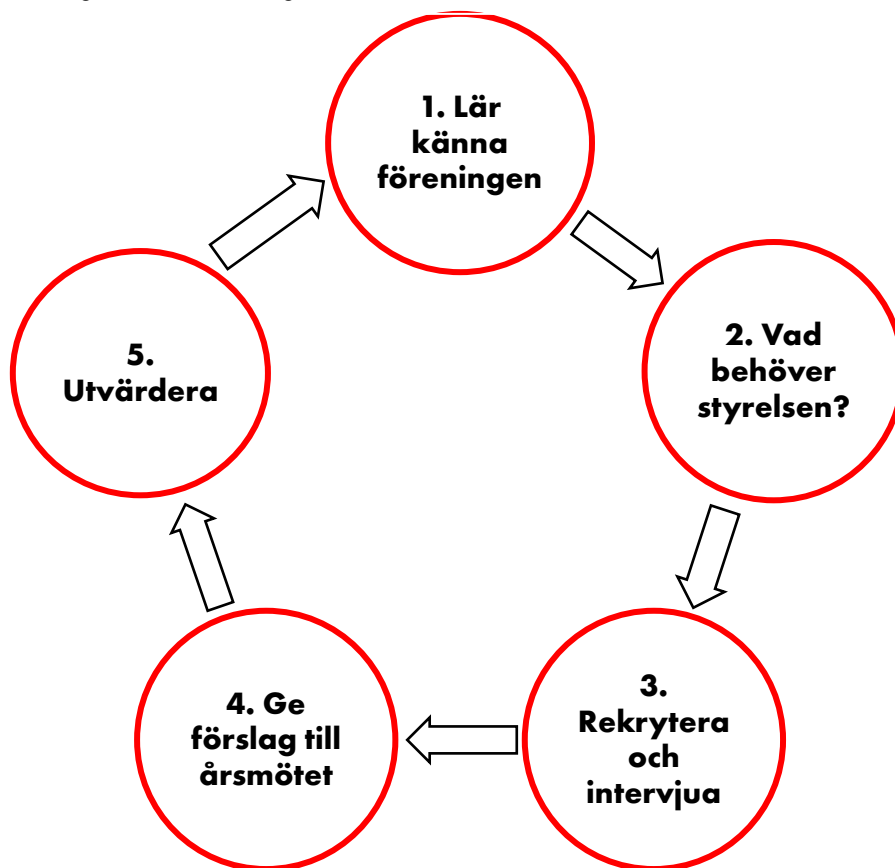 1. Lär
känna
föreningen
2. Vad
behöver
styrelsen?
3.
Rekrytera
och
intervjua
4. Ge
förslag till
årsmötet
5.
Utvärdera